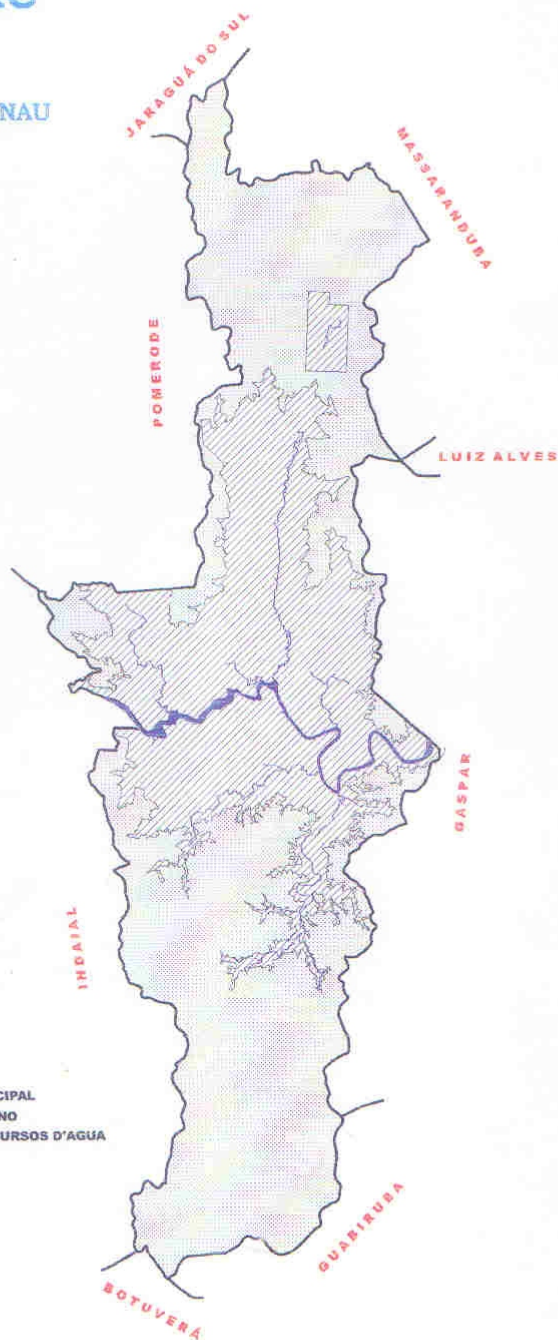 NAU
JARAGUÁ DO SUL
MASSARANDUBA
POMERODE
LUIZ ALVES
GASPAR
INDAIAL
CIPAL
NO
URSOS D'AGUA
GUABIRUBA
BOTUVERÁ